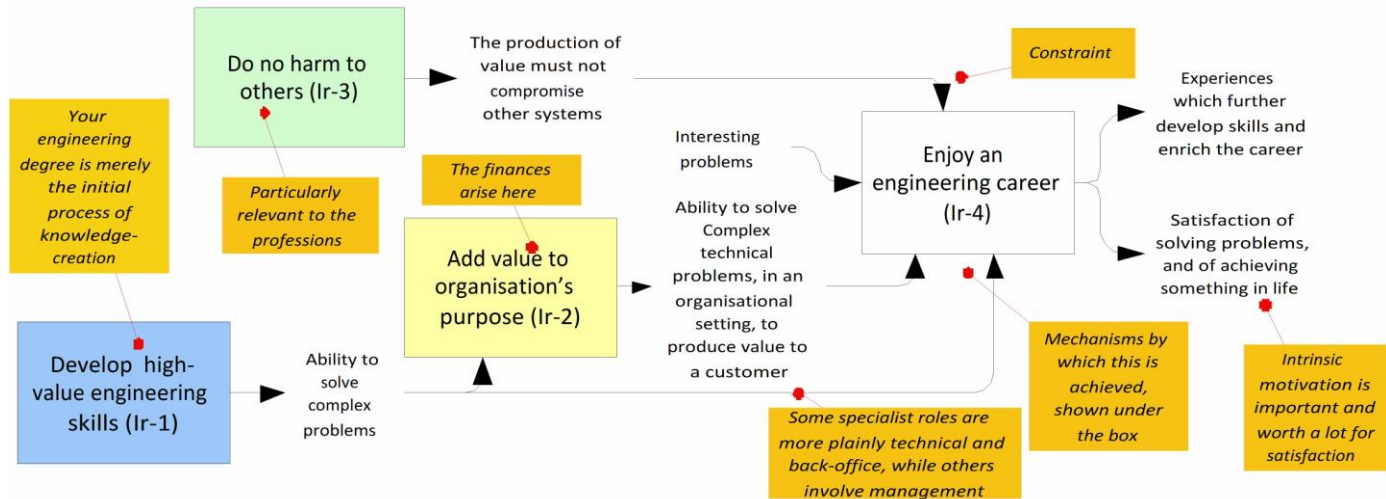 Do no harm to
others (Ir-3)
The production of
value must not
compromise
other systems
Constraint
Experiences
which further
develop skills and
enrich the career
Your
engineering
degree is merely
the initial
process of
knowledge-
creation
Particularly
relevant to the
professions
The finances
arise here
Interesting
problems
Enjoy an
engineering career
(Ir-4)
Add value to
organisation's
purpose (Ir-2)
Ability to solve
Complex
technical
problems, in an
organisational
setting, to
produce value to
a customer
Satisfaction of
solving problems,
and of achieving
something in life
Develop high-
value engineering
skills (Ir-1)
Ability to
solve
complex
problems
Some specialist roles are
more plainly technical and
back-office, while others
involve management
Mechanisms by
which this is
achieved,
shown under
the box
Intrinsic
motivation is
important and
worth a lot for
satisfaction